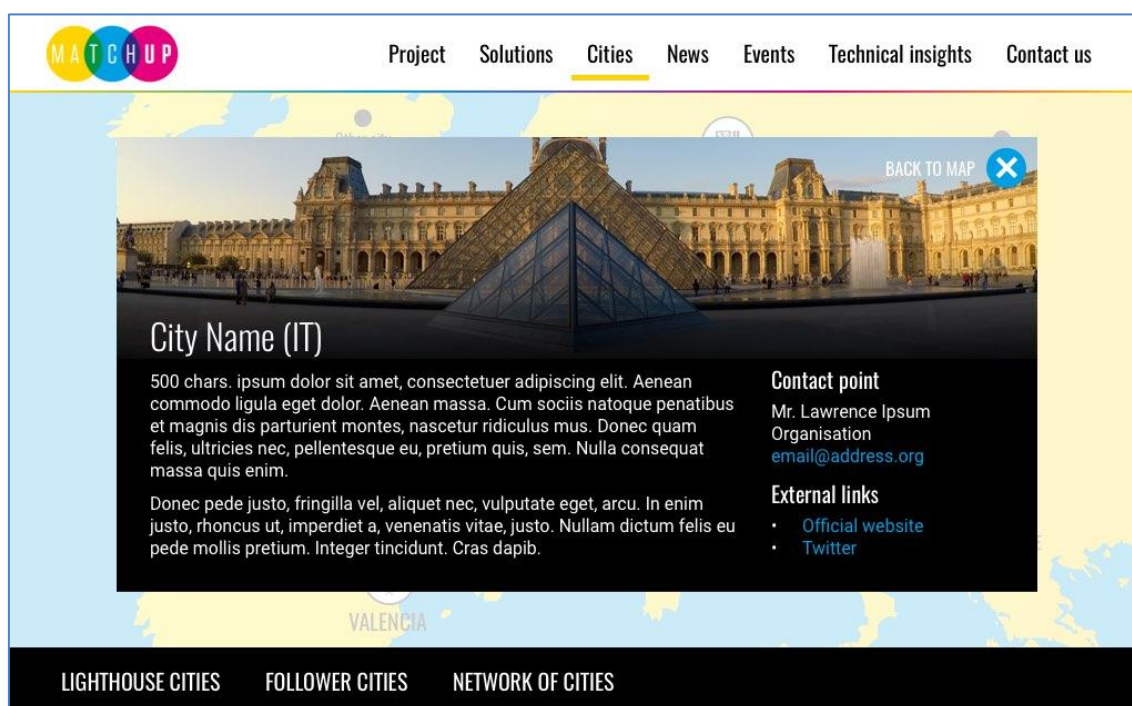 MATCHUP
Project Solutions Cities News Events Technical insights Contact us
Other city
BACK TO MAP
City Name (IT)
500 chars. ipsum dolor sit amet, consectetuer adipiscing elit. Aenean
commodo ligula eget dolor. Aenean massa. Cum sociis natoque penatibus
et magnis dis parturient montes, nascetur ridiculus mus. Donec quam
felis, ultricies nec, pellentesque eu, pretium quis, sem. Nulla consequat
massa quis enim.
Donec pede justo, fringilla vel, aliquet nec, vulputate eget, arcu. In enim
justo, rhoncus ut, imperdiet a, venenatis vitae, justo. Nullam dictum felis eu
pede mollis pretium. Integer tincidunt. Cras dapib.
Contact point
Mr. Lawrence Ipsum
Organisation
email@address.org
External links
• Official website
• Twitter
VALENCIA
LIGHTHOUSE CITIES FOLLOWER CITIES NETWORK OF CITIES